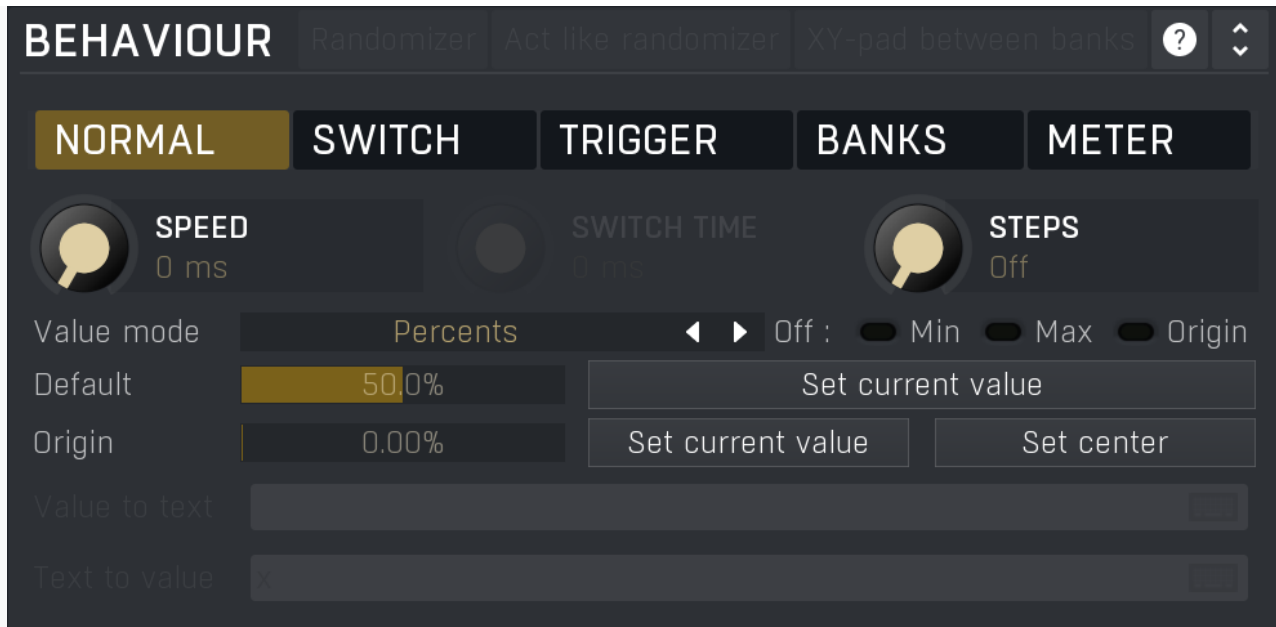 BEHAVIOUR Randomizer Act like randomizer XY-pad between banks ?
NORMAL SWITCH TRIGGER BANKS METER
SPEED SWITCH TIME STEPS
0 ms 0 ms Off
Value mode Percents Off : Min Max Origin
Default 50.0% Set current value
Origin 0.00% Set current value Set center
Value to text
Text to value x